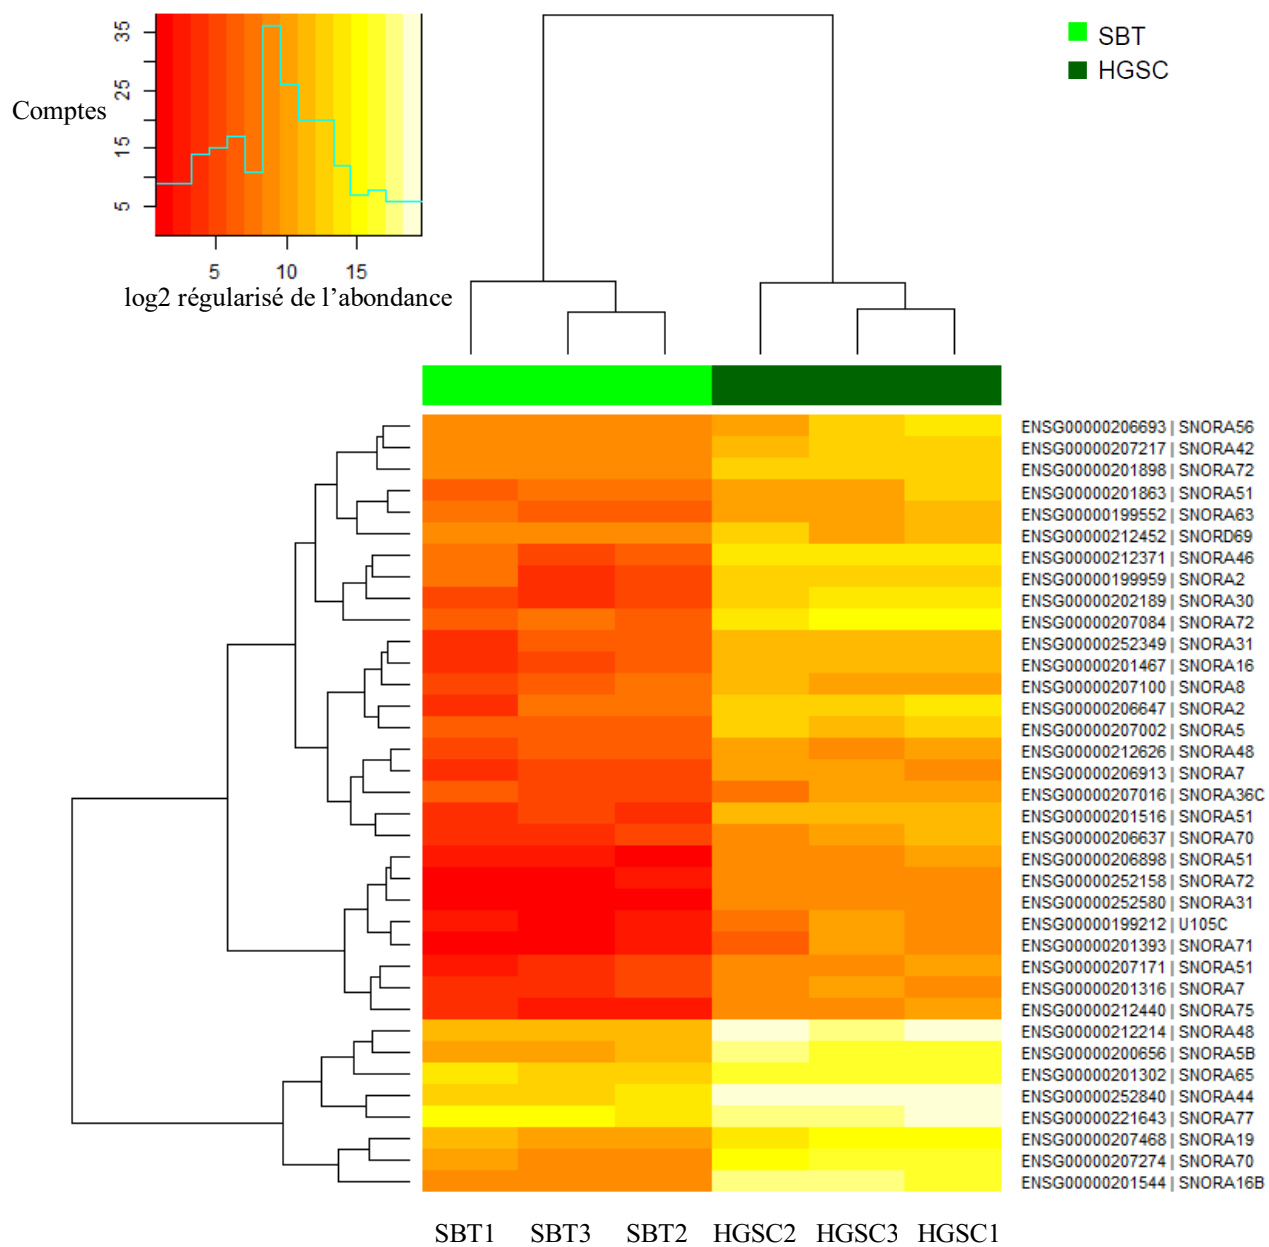 35
25
15
5
Comptes
5 10 15
log2 régularisé de l’abondance
SBT
HGSC
ENSG00000206693 | SNORA56
ENSG00000207217 | SNORA42
ENSG00000201898 | SNORA72
ENSG00000201863 | SNORA51
ENSG00000199552 | SNORA63
ENSG00000212452 | SNORD69
ENSG00000212371 | SNORA46
ENSG00000199959 | SNORA2
ENSG00000202189 | SNORA30
ENSG00000207084 | SNORA72
ENSG00000252349 | SNORA31
ENSG00000201467 | SNORA16
ENSG00000207100 | SNORA8
ENSG00000206647 | SNORA2
ENSG00000207002 | SNORA5
ENSG00000212626 | SNORA48
ENSG00000206913 | SNORA7
ENSG00000207016 | SNORA36C
ENSG00000201516 | SNORA51
ENSG00000206637 | SNORA70
ENSG00000206898 | SNORA51
ENSG00000252158 | SNORA72
ENSG00000252580 | SNORA31
ENSG00000199212 | U105C
ENSG00000201393 | SNORA71
ENSG00000207171 | SNORA51
ENSG00000201316 | SNORA7
ENSG00000212440 | SNORA75
ENSG00000212214 | SNORA48
ENSG00000200656 | SNORA5B
ENSG00000201302 | SNORA65
ENSG00000252840 | SNORA44
ENSG00000221643 | SNORA77
ENSG00000207468 | SNORA19
ENSG00000207274 | SNORA70
ENSG00000201544 | SNORA16B
SBT1 SBT3 SBT2 HGSC2 HGSC3 HGSC1